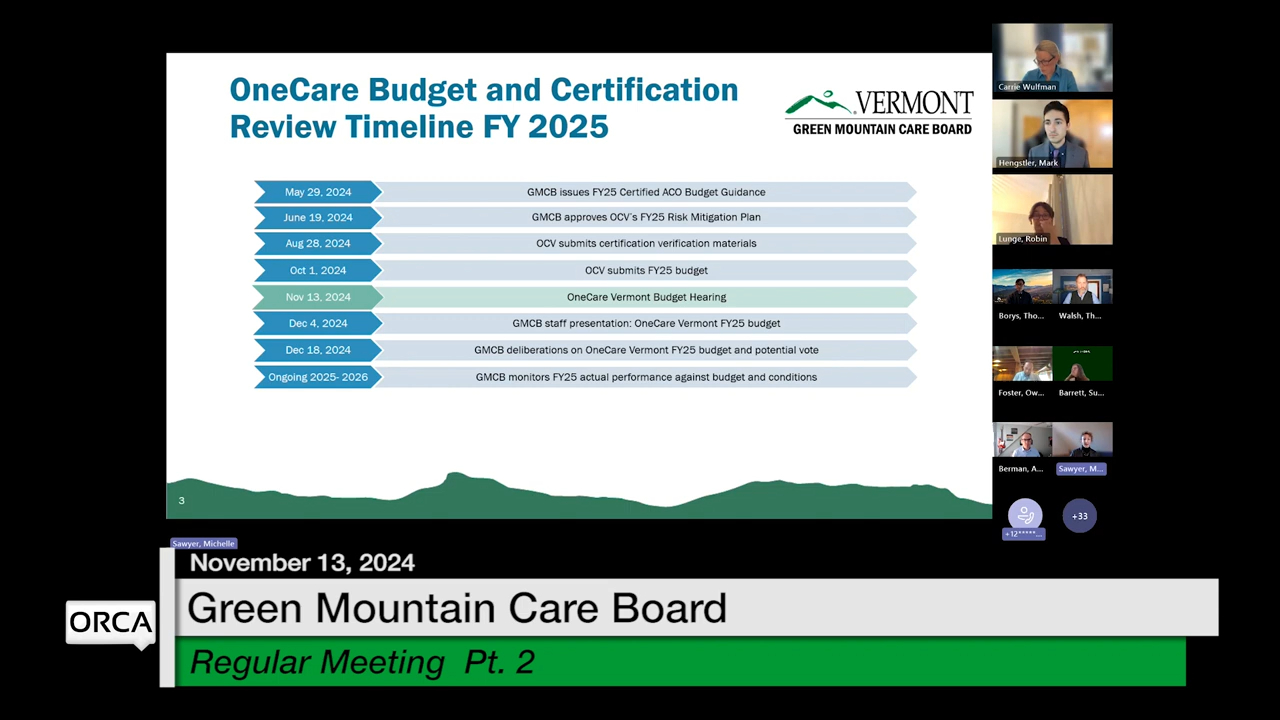 OneCare Budget and Certification
Review Timeline FY 2025
VERMONT
GREEN MOUNTAIN CARE BOARD
May 29, 2024 GMCB issues FY25 Certified ACO Budget Guidance
June 19, 2024 GMCB approves OCV's FY25 Risk Mitigation Plan
Aug 28, 2024 OCV submits certification verification materials
Oct 1, 2024 OCV submits FY25 budget
Nov 13, 2024 OneCare Vermont Budget Hearing
Dec 4, 2024 GMCB staff presentation: OneCare Vermont FY25 budget
Dec 18, 2024 GMCB deliberations on OneCare Vermont FY25 budget and potential vote
Ongoing 2025- 2026 GMCB monitors FY25 actual performance against budget and conditions
3
Carrie Wulfman
Hengstler, Mark
Lunge, Robin
Borys, Tho... Walsh, Th...
Foster, Ow... Barrett, Su...
Berman, A... Sawyer, M...
+12*****... +33
Sawyer, Michelle
November 13, 2024
ORCA
Green Mountain Care Board
Regular Meeting Pt. 2